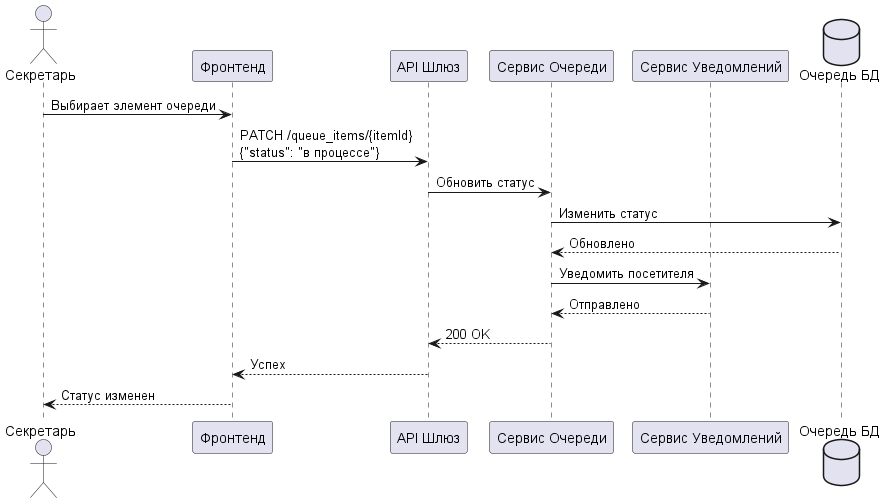 Секретарь
Фронтенд
API Шлюз
Сервис Очереди
Сервис Уведомлений
Очередь БД
Выбирает элемент очереди
PATCH /queue_items/{itemId}
{"status": "в процессе"}
Обновить статус
Изменить статус
Обновлено
Уведомить посетителя
Отправлено
200 OK
Успех
Статус изменен
Секретарь
Фронтенд
API Шлюз
Сервис Очереди
Сервис Уведомлений
Очередь БД